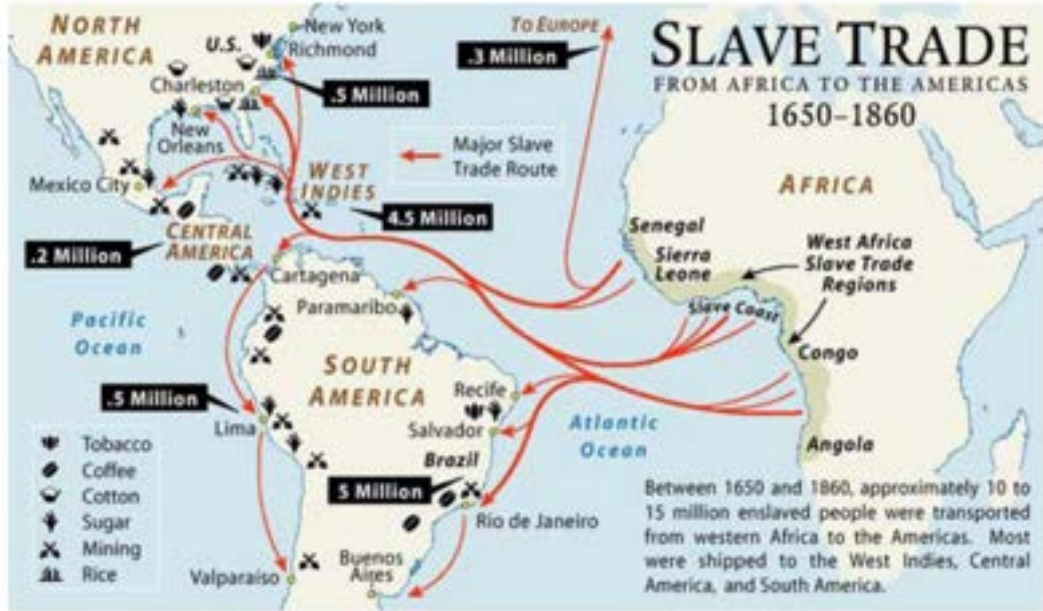 SLAVE TRADE
FROM AFRICA TO THE AMERICAS
1650–1860
NORTH
AMERICA
U.S.
New York
Richmond
Charleston
.5 Million
New
Orleans
Mexico City
WEST
INDIES
4.5 Million
CENTRAL
AMERICA
.2 Million
TO EUROPE
.3 Million
Major Slave
Trade Route
AFRICA
Senegal
Sierra
Leone
West Africa
Slave Trade
Regions
Slave Coast
Congo
Angola
Cartagena
Paramaribo
Pacific
Ocean
SOUTH
AMERICA
.5 Million
Lima
Recife
Salvador
Brazil
5 Million
Rio de Janeiro
Atlantic
Ocean
Buenos
Aires
Valparaiso
Tobacco
Coffee
Cotton
Sugar
Mining
Rice
Between 1650 and 1860, approximately 10 to
15 million enslaved people were transported
from western Africa to the Americas. Most
were shipped to the West Indies, Central
America, and South America.